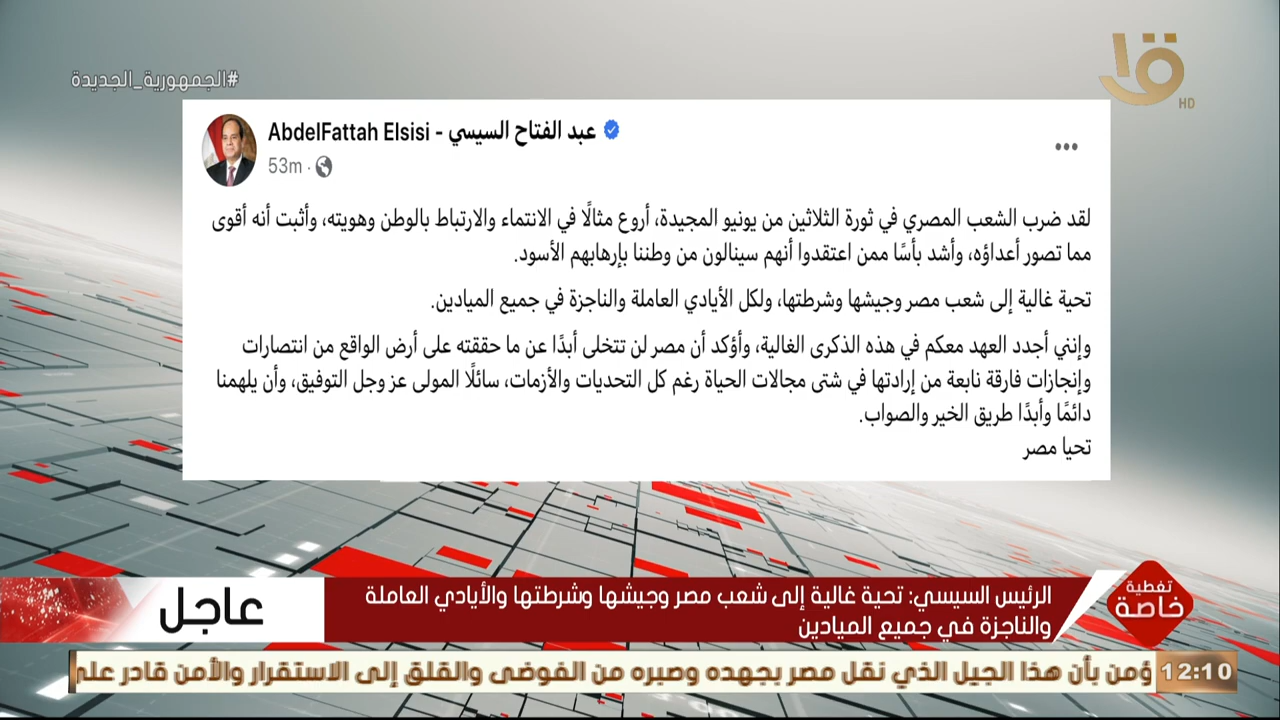 #الجمهورية_الجديدة
HD
AbdelFattah Elsisi - عبد الفتاح السيسي
53m ·
لقد ضرب الشعب المصري في ثورة الثلاثين من يونيو المجيدة، أروع مثالًا في الانتماء والارتباط بالوطن وهويته، وأثبت أنه أقوى
مما تصور أعداؤه، وأشد بأسًا ممن اعتقدوا أنهم سينالون من وطننا بإرهابهم الأسود.
تحية غالية إلى شعب مصر وجيشها وشرطتها، ولكل الأيادي العاملة والناجزة في جميع الميادين.
وإنني أجدد العهد معكم في هذه الذكرى الغالية، وأؤكد أن مصر لن تتخلى أبدًا عن ما حققته على أرض الواقع من انتصارات
وإنجازات فارقة نابعة من إرادتها في شتى مجالات الحياة رغم كل التحديات والأزمات، سائلًا المولى عز وجل التوفيق، وأن يلهمنا
دائمًا وأبدًا طريق الخير والصواب.
تحيا مصر
تغطية
خاصة
الرئيس السيسي: تحية غالية إلى شعب مصر وجيشها وشرطتها والأيادي العاملة
والناجزة في جميع الميادين
عاجل
12:10
ؤمن بأن هذا الجيل الذي نقل مصر بجهده وصبره من الفوضى والقلق إلى الاستقرار والأمن قادر على